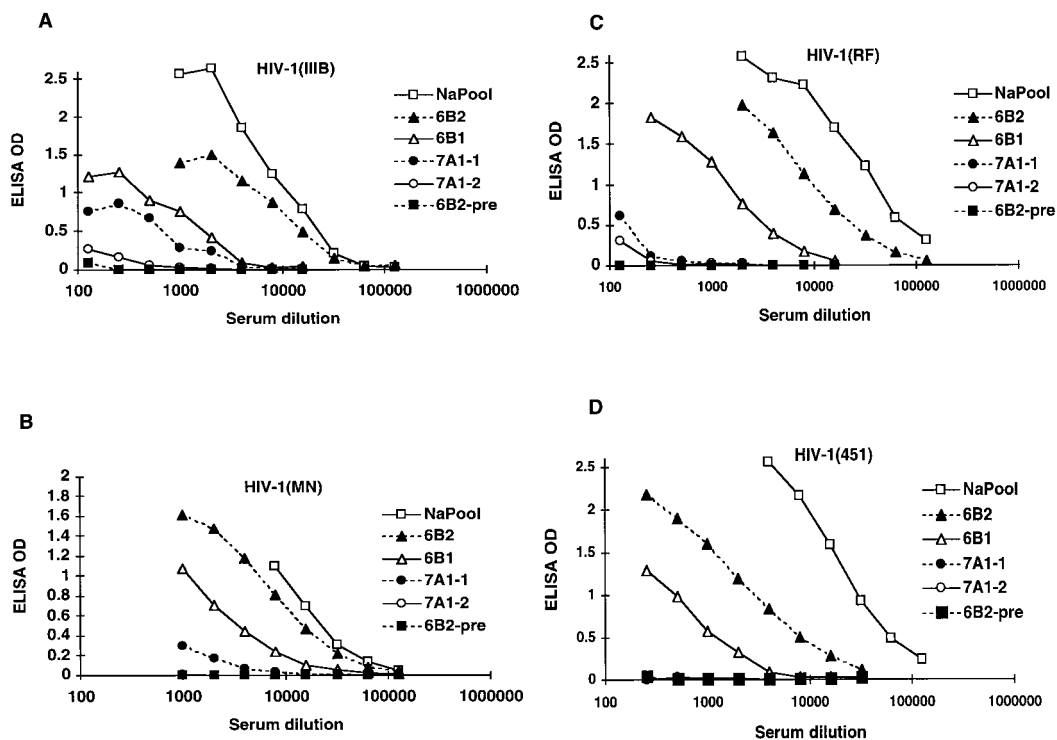 A
HIV-1(IIIB)
ELISA OD
2.5
2
1.5
1
0.5
0
100 1000 10000 100000 1000000
Serum dilution
NaPool
6B2
6B1
7A1-1
7A1-2
6B2-pre
C
HIV-1(RF)
ELISA OD
2.5
2
1.5
1
0.5
0
100 1000 10000 100000 1000000
Serum dilution
NaPool
6B2
6B1
7A1-1
7A1-2
6B2-pre
B
HIV-1(MN)
ELISA OD
2
1.8
1.6
1.4
1.2
1
0.8
0.6
0.4
0.2
0
100 1000 10000 100000 1000000
Serum dilution
NaPool
6B2
6B1
7A1-1
7A1-2
6B2-pre
D
HIV-1(451)
ELISA OD
2.5
2
1.5
1
0.5
0
100 1000 10000 100000 1000000
Serum dilution
NaPool
6B2
6B1
7A1-1
7A1-2
6B2-pre